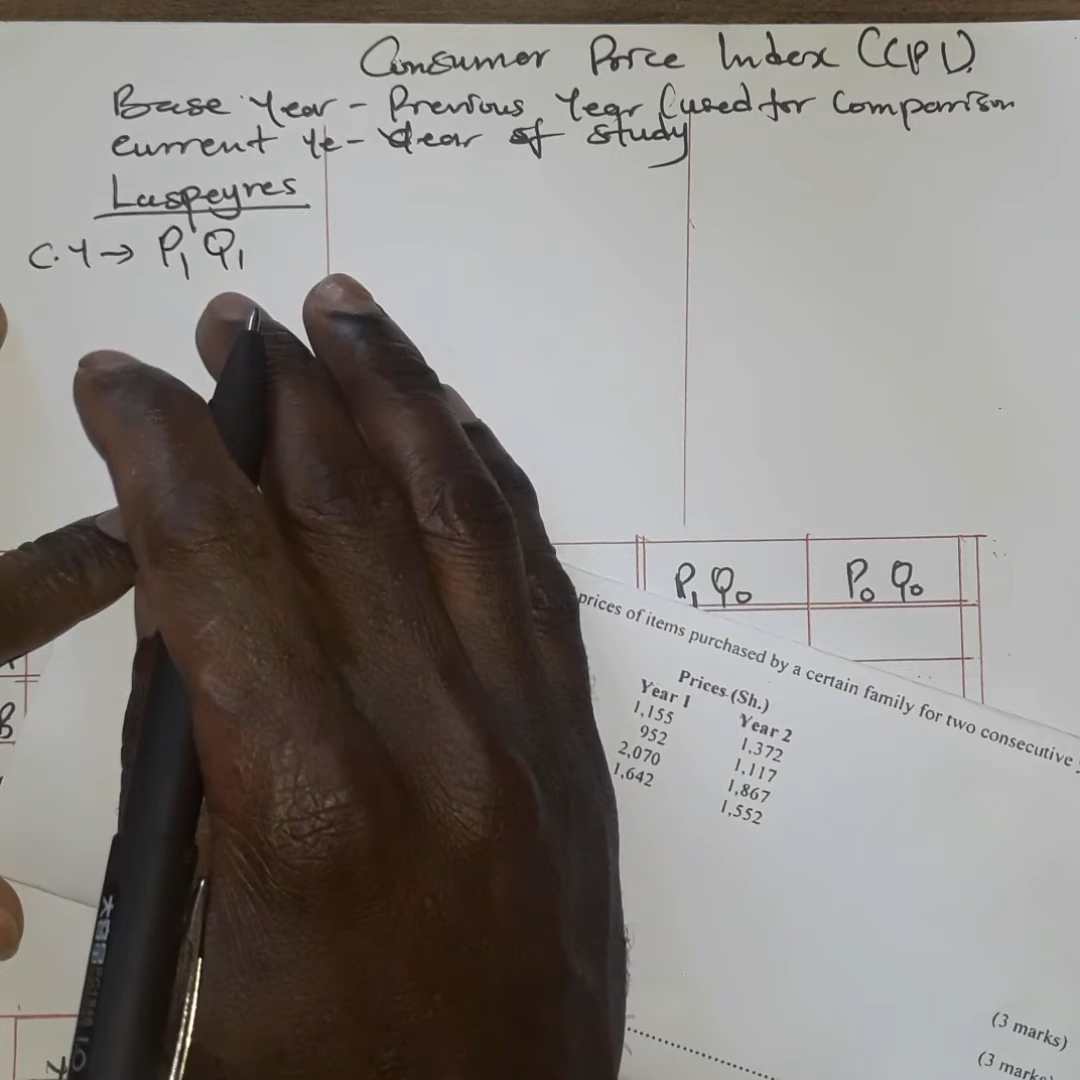 Consumer Price Index (CPI).
Base Year - Previous Year (used for Comparison
Current Ye - Year of study
Laspeyres
C.Y → P₁ Q₁
P₁ Q₀ P₀ Q₀
prices of items purchased by a certain family for two consecutive
Prices (Sh.)
Year 1 Year 2
1,155 1,372
952 1,117
2,070 1,867
1,642 1,552
B
(3 marks)
(3 marks)